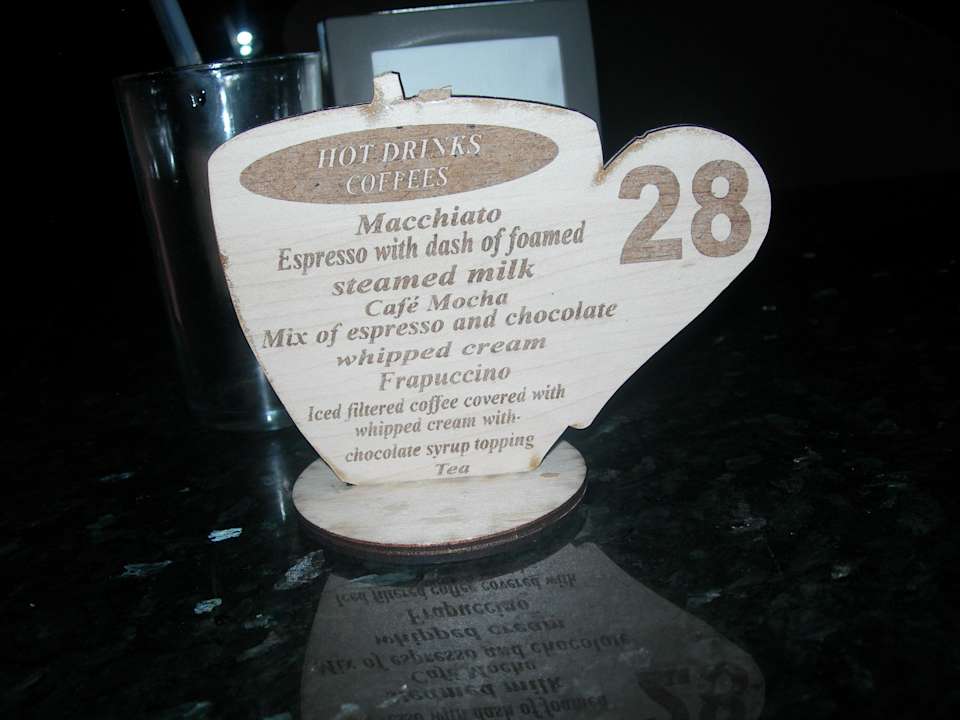 HOT DRINKS
COFFEES
28
Macchiato
Espresso with dash of foamed
steamed milk
Café Mocha
Mix of espresso and chocolate
whipped cream
Frapuccino
Iced filtered coffee covered with
whipped cream with-
chocolate syrup topping
Tea